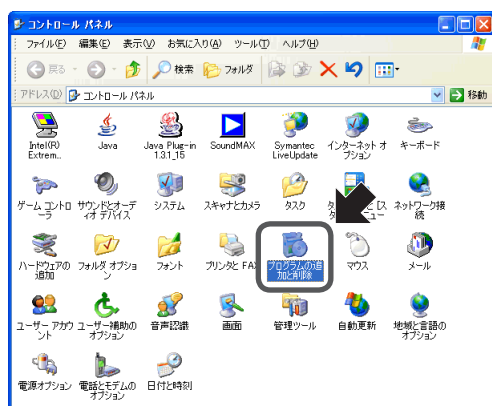 コントロール パネル
ファイル(F) 編集(E) 表示(V) お気に入り(A) ツール(T) ヘルプ(H)
戻る 検索 フォルダ
アドレス(D) コントロール パネル 移動
Intel(R) Extrem..
Java
Java Plug-in 1.3.1_15
SoundMAX
Symantec LiveUpdate
インターネット オプション
キーボード
ゲーム コントローラ
サウンドとオーディオ デバイス
システム
スキャナとカメラ
タスク
ネットワーク接続
ハードウェアの追加
フォルダ オプション
フォント
プリンタと FAX
プログラムの追加と削除
マウス
メール
ユーザー アカウント
ユーザー補助のオプション
音声認識
画面
管理ツール
自動更新
地域と言語のオプション
電源オプション
電話とモデムのオプション
日付と時刻